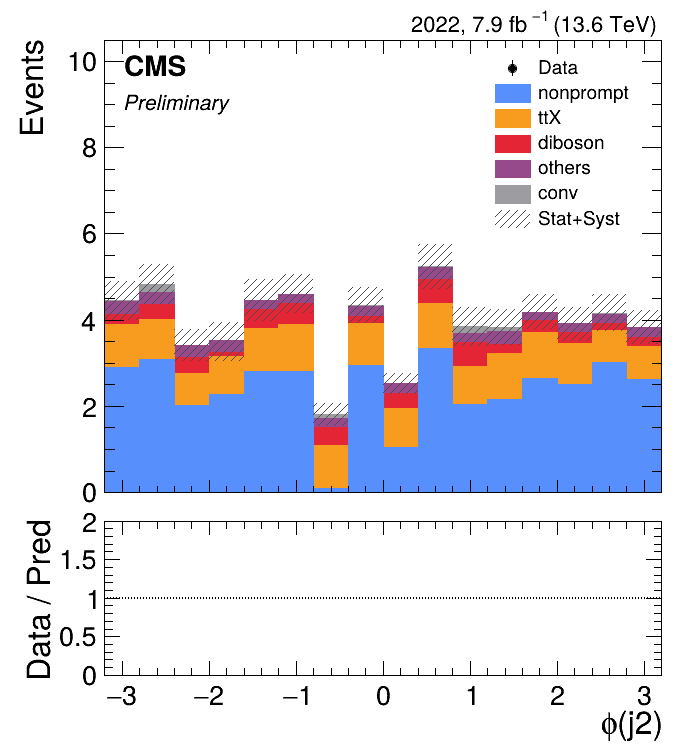 2022, 7.9 fb⁻¹ (13.6 TeV)
Events
10
8
6
4
2
0
CMS
Preliminary
Data
nonprompt
ttX
diboson
others
conv
Stat+Syst
Data / Pred
2
1.5
1
0.5
0
−3 −2 −1 0 1 2 3
ϕ(j2)